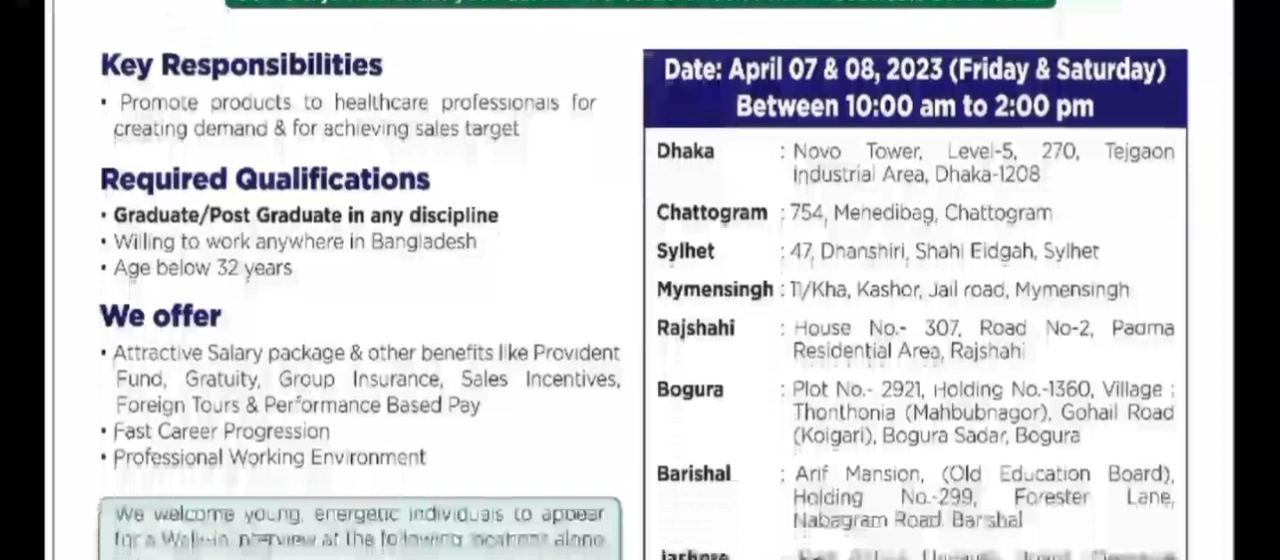 Key Responsibilities
• Promote products to healthcare professionals for
creating demand & for achieving sales target
Required Qualifications
• Graduate/Post Graduate in any discipline
• Willing to work anywhere in Bangladesh
• Age below 32 years
We offer
• Attractive Salary package & other benefits like Provident
Fund, Gratuity, Group Insurance, Sales Incentives,
Foreign Tours & Performance Based Pay
• Fast Career Progression
• Professional Working Environment
We welcome young, energetic individuals to appear
for a Walk-in at the following along
Date: April 07 & 08, 2023 (Friday & Saturday)
Between 10:00 am to 2:00 pm
Dhaka : Novo Tower, Level-5, 270, Tejgaon
Industrial Area, Dhaka-1208
Chattogram : 754, Menedibag, Chattogram
Sylhet : 47, Dhanshiri, Shahi Eidgah, Sylhet
Mymensingh : 11/Kha, Kashor, Jail road, Mymensingh
Rajshahi : House No.- 307, Road No-2, Padma
Residential Area, Rajshahi
Bogura : Plot No.- 2921, Holding No.-1360, Village :
Thonthonia (Mahbubnagor), Gohail Road
(Koigari), Bogura Sadar, Bogura
Barishal : Arif Mansion, (Old Education Board),
Holding No.-299, Forester Lane,
Nabagram Road, Barishal